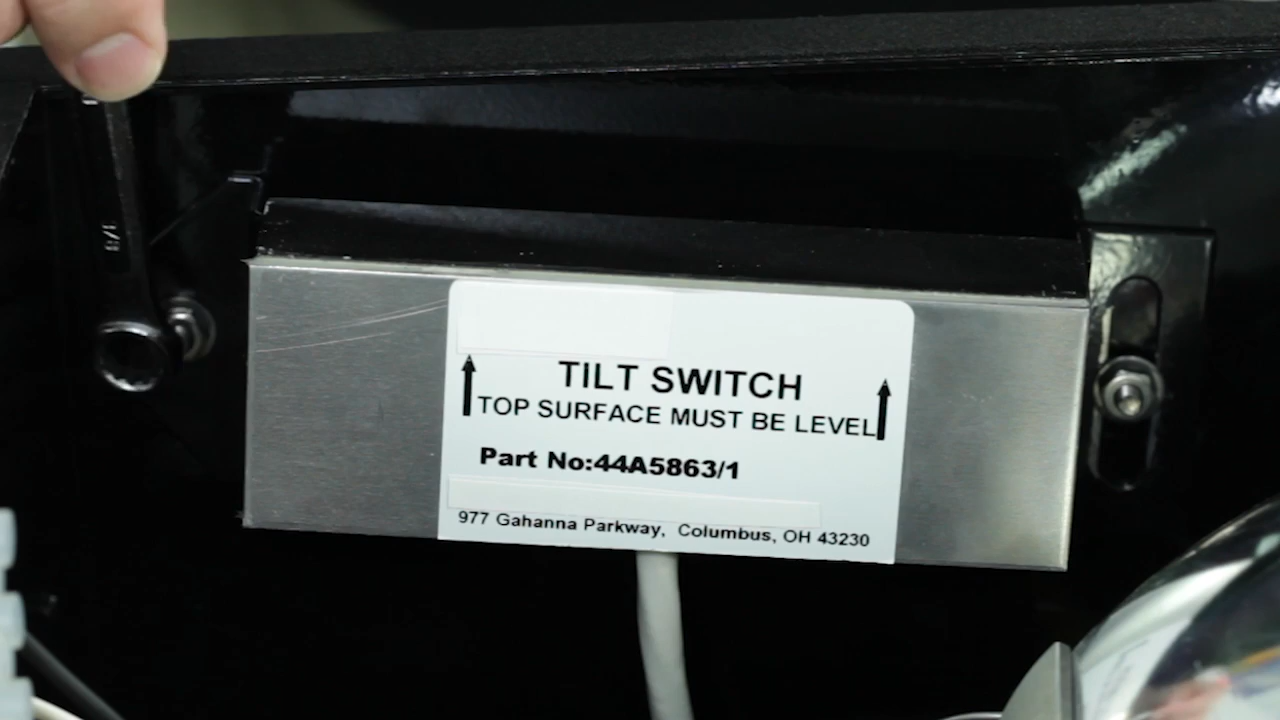 TILT SWITCH
TOP SURFACE MUST BE LEVEL
Part No:44A5863/1
977 Gahanna Parkway, Columbus, OH 43230